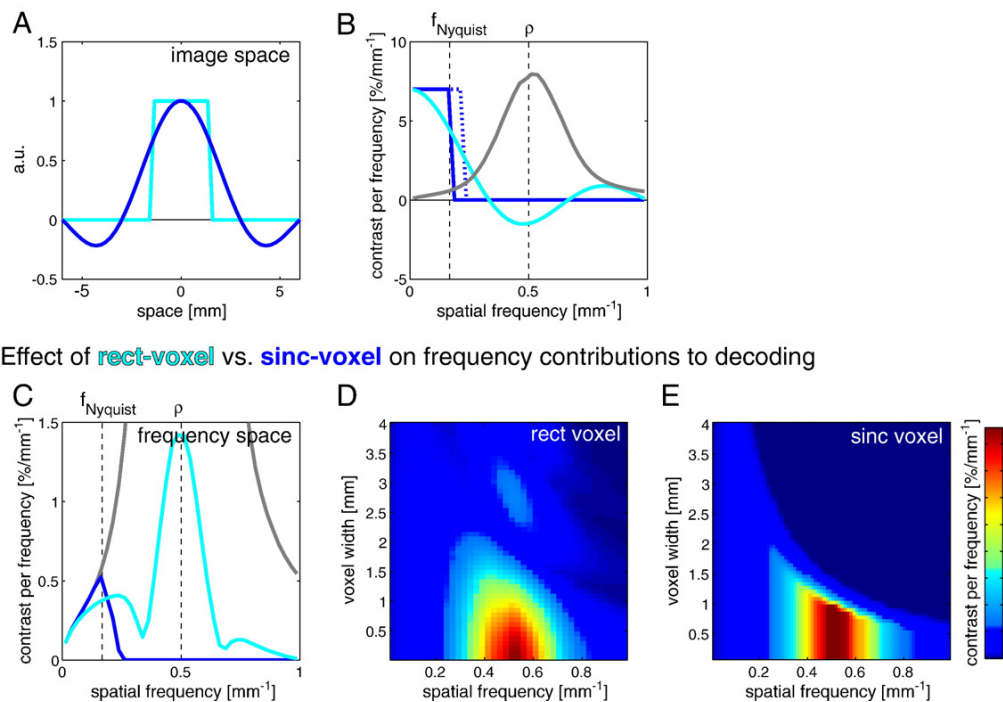 A
image space
1.5
1
0.5
0
-0.5
a.u.
-5
0
5
space [mm]
B
fNyquist
ρ
10
5
0
-5
contrast per frequency [%/mm⁻¹]
0
0.5
1
spatial frequency [mm⁻¹]
Effect of rect-voxel vs. sinc-voxel on frequency contributions to decoding
C
fNyquist
ρ
frequency space
1.5
1
0.5
0
contrast per frequency [%/mm⁻¹]
0
0.5
1
spatial frequency [mm⁻¹]
D
rect voxel
4
3.5
3
2.5
2
1.5
1
0.5
voxel width [mm]
0.2
0.4
0.6
0.8
spatial frequency [mm⁻¹]
E
sinc voxel
4
3.5
3
2.5
2
1.5
1
0.5
voxel width [mm]
0.2
0.4
0.6
0.8
spatial frequency [mm⁻¹]
contrast per frequency [%/mm⁻¹]